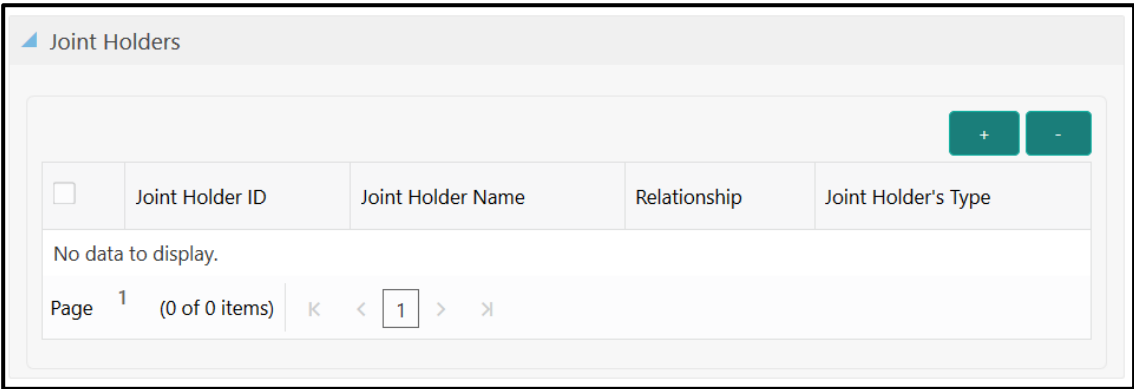 Joint Holders
+ -
Joint Holder ID Joint Holder Name Relationship Joint Holder's Type
No data to display.
Page 1 (0 of 0 items) K < 1 > >|